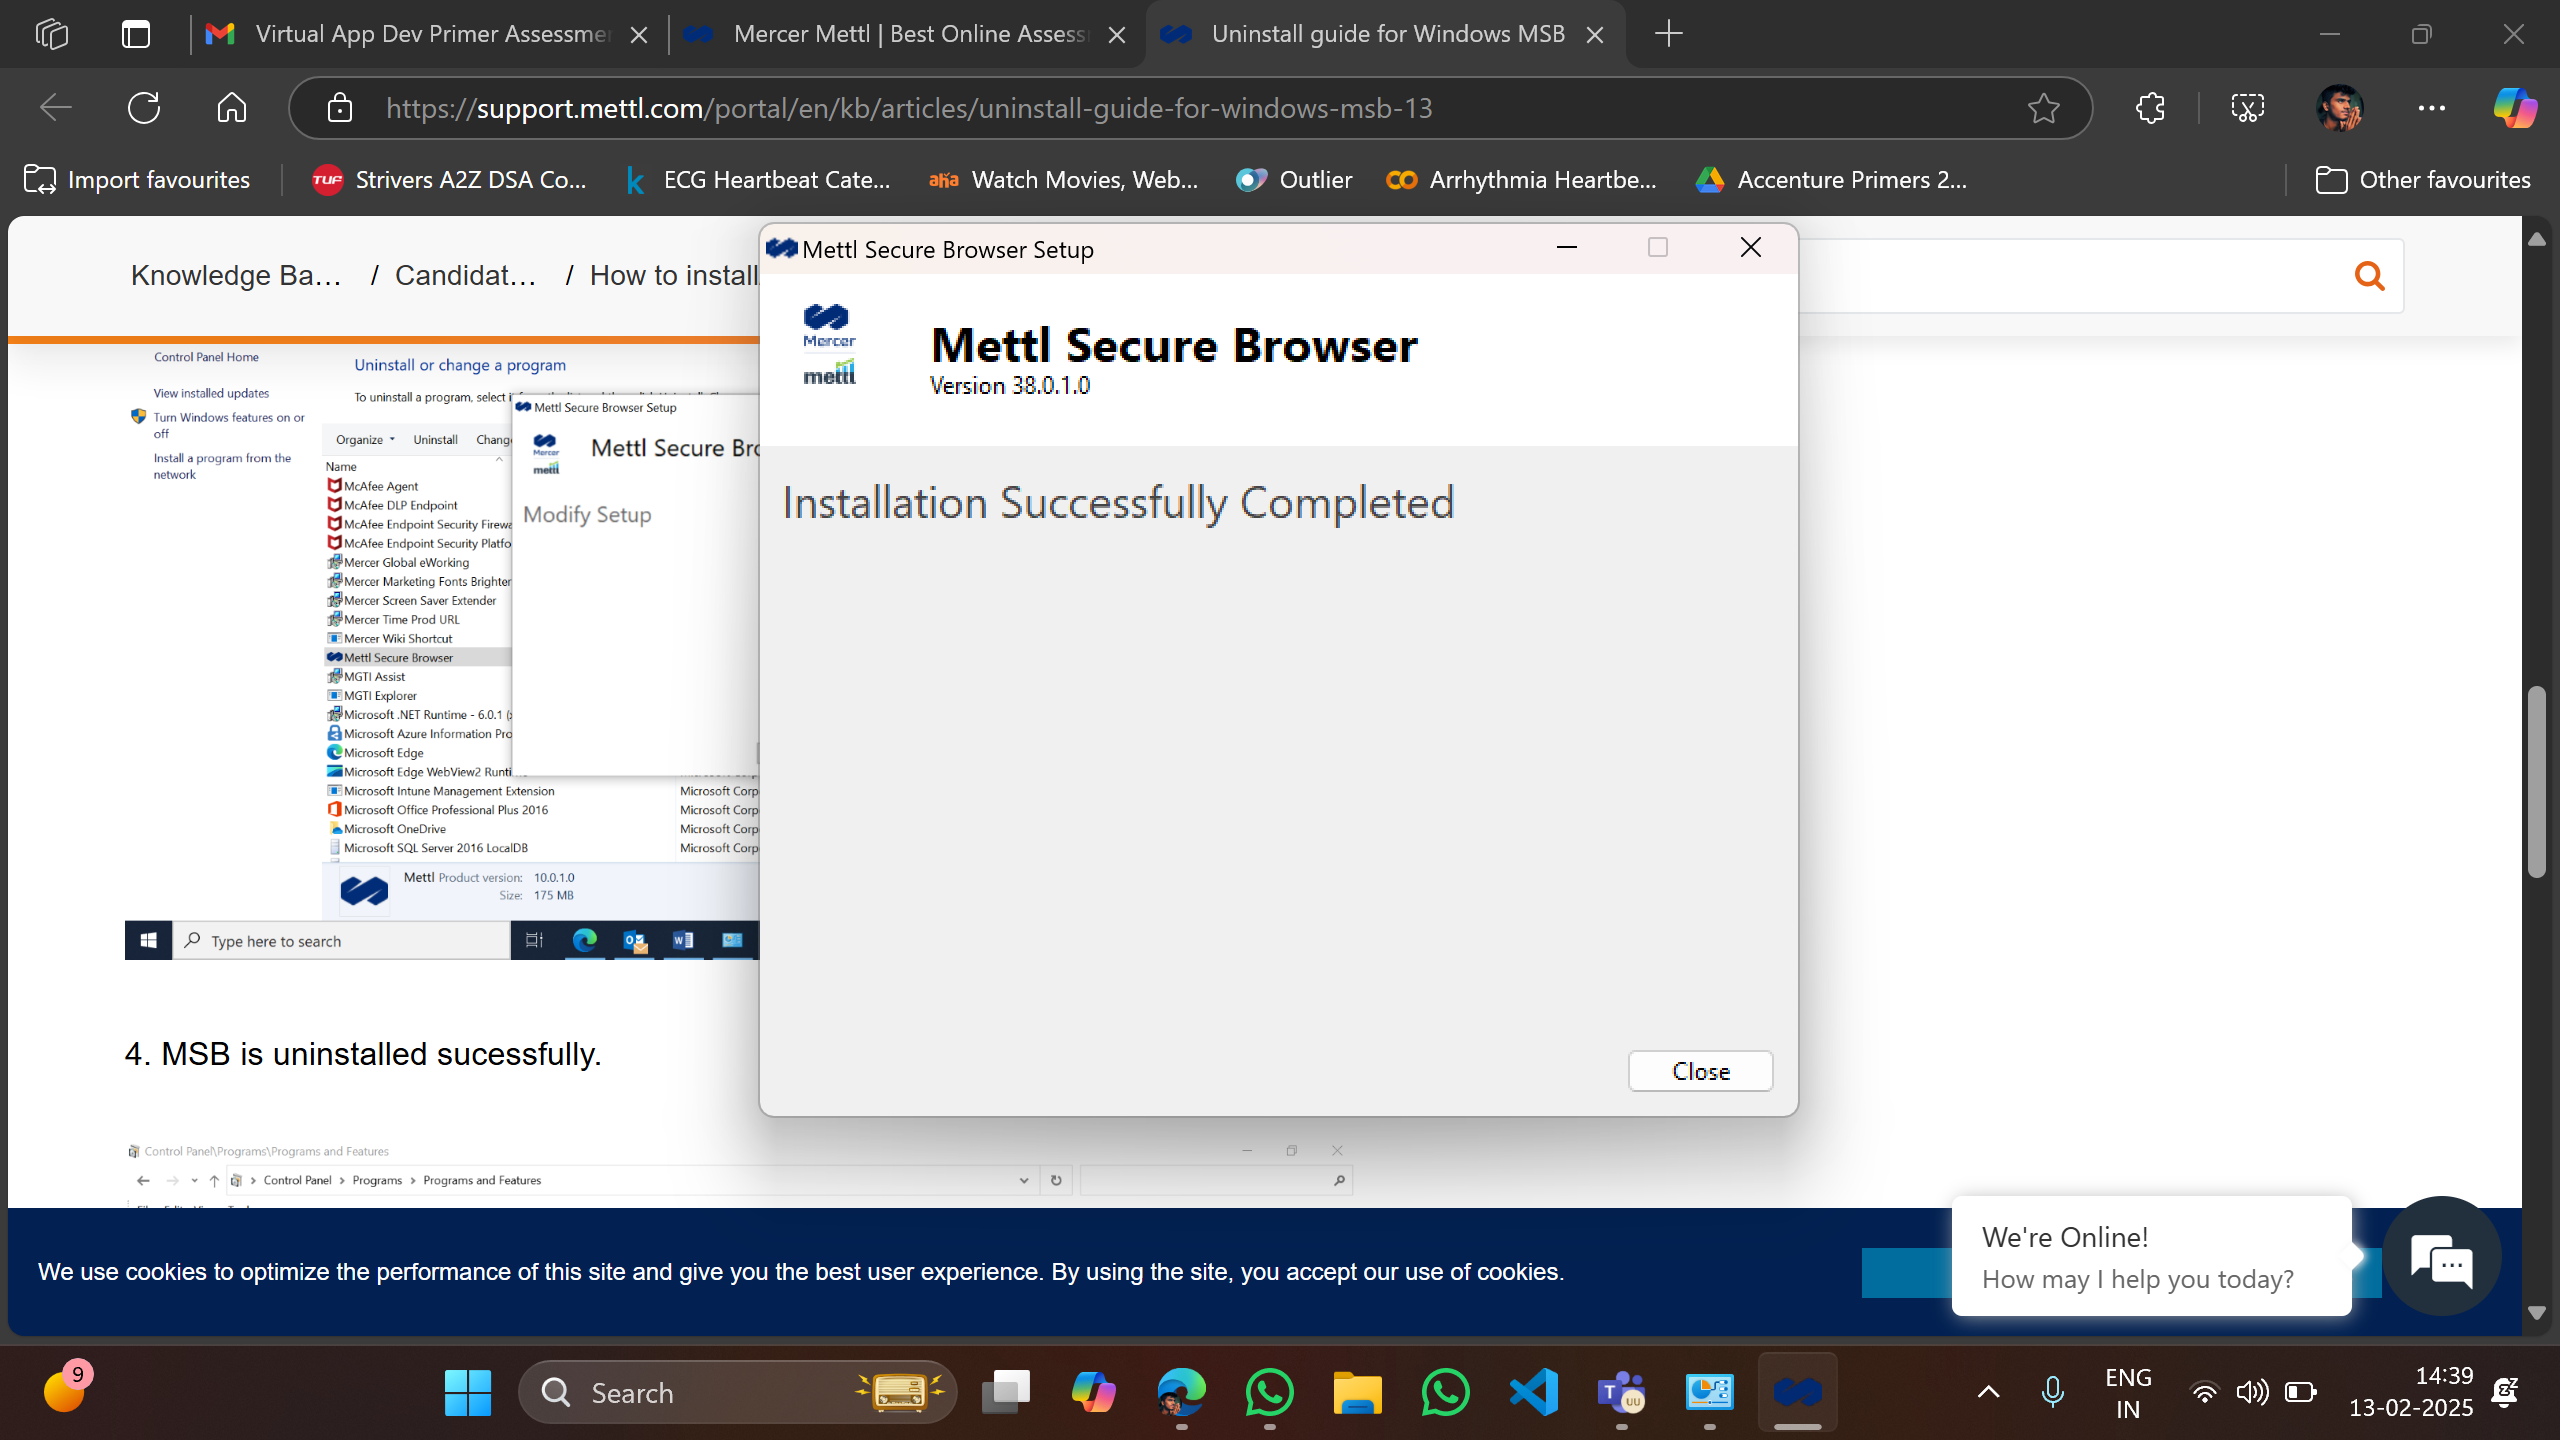 Virtual App Dev Primer Assessmen
Mercer Mettl | Best Online Assess
Uninstall guide for Windows MSB
https://support.mettl.com/portal/en/kb/articles/uninstall-guide-for-windows-msb-13
Import favourites
TUF
Strivers A2Z DSA Co...
k
ECG Heartbeat Cate...
aha
Watch Movies, Web...
Outlier
Arrhythmia Heartbe...
Accenture Primers 2...
Other favourites
Knowledge Ba... / Candidat... / How to install
Mettl Secure Browser Setup
Mercer
mettl
Mettl Secure Browser
Version 38.0.1.0
Installation Successfully Completed
Close
Control Panel Home
View installed updates
Turn Windows features on or
off
Install a program from the
network
Uninstall or change a program
To uninstall a program, select
Organize Uninstall Change
Name
McAfee Agent
McAfee DLP Endpoint
McAfee Endpoint Security Firewa
McAfee Endpoint Security Platfo
Mercer Global eWorking
Mercer Marketing Fonts Brighter
Mercer Screen Saver Extender
Mercer Time Prod URL
Mercer Wiki Shortcut
Mettl Secure Browser
MGTI Assist
MGTI Explorer
Microsoft .NET Runtime - 6.0.1 (x
Microsoft Azure Information Pro
Microsoft Edge
Microsoft Edge WebView2 Runti
Microsoft Intune Management Extension
Microsoft Corp
Microsoft Office Professional Plus 2016
Microsoft Corp
Microsoft OneDrive
Microsoft Corp
Microsoft SQL Server 2016 LocalDB
Microsoft Corp
Mettl Secure Browser Setup
Mercer
mettl
Mettl Secure Bro
Modify Setup
Mettl Product version: 10.0.1.0
Size: 175 MB
Type here to search
4. MSB is uninstalled sucessfully.
Control Panel\Programs\Programs and Features
Control Panel > Programs > Programs and Features
We use cookies to optimize the performance of this site and give you the best user experience. By using the site, you accept our use of cookies.
We're Online!
How may I help you today?
9
Search
ENG
IN
14:39
13-02-2025